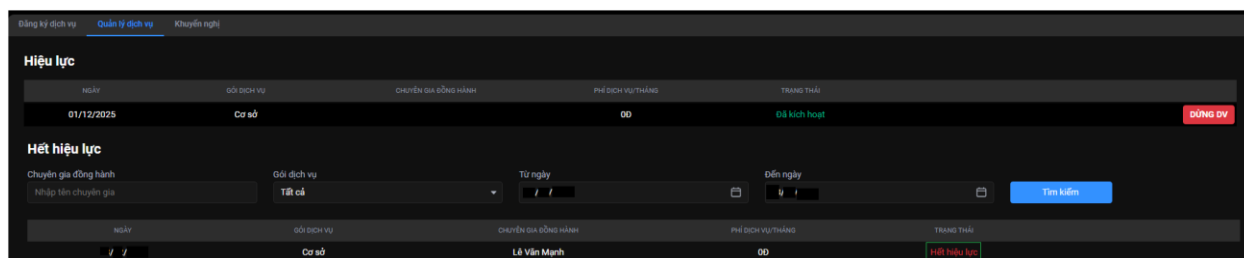 Đăng ký dịch vụ Quản lý dịch vụ Khuyến nghị
Hiệu lực
NGÀY GÓI DỊCH VỤ CHUYÊN GIA ĐỒNG HÀNH PHÍ DỊCH VỤ/THÁNG TRẠNG THÁI
01/12/2025 Cơ sở 0Đ Đã kích hoạt DỪNG DV
Hết hiệu lực
Chuyên gia đồng hành Gói dịch vụ Từ ngày Đến ngày
Nhập tên chuyên gia Tất cả / / / Tìm kiếm
NGÀY GÓI DỊCH VỤ CHUYÊN GIA ĐỒNG HÀNH PHÍ DỊCH VỤ/THÁNG TRẠNG THÁI
/ / Cơ sở Lê Văn Mạnh 0Đ Hết hiệu lực